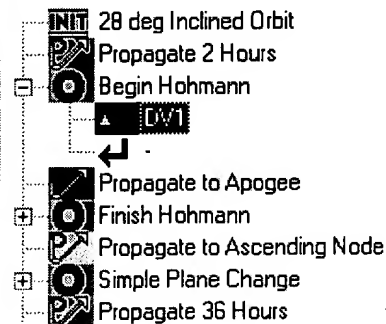 INIT 28 deg Inclined Orbit
Propagate 2 Hours
Begin Hohmann
DV1
-
Propagate to Apogee
Finish Hohmann
Propagate to Ascending Node
Simple Plane Change
Propagate 36 Hours